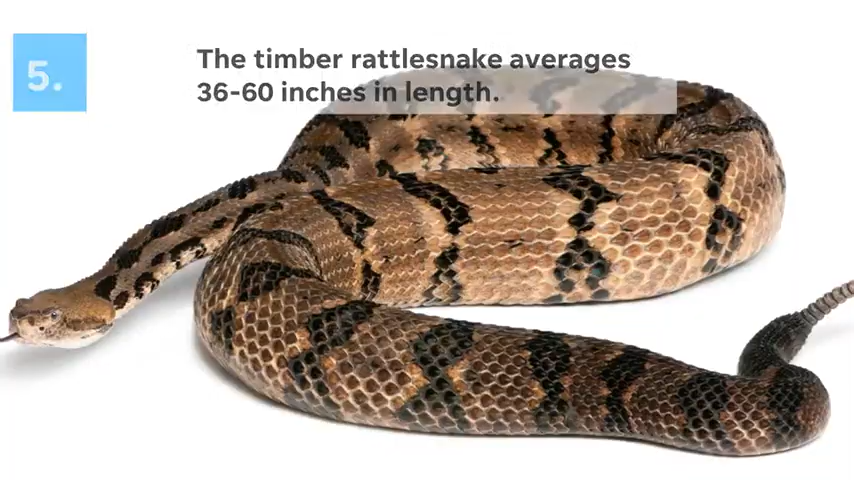 5.
The timber rattlesnake averages
36-60 inches in length.